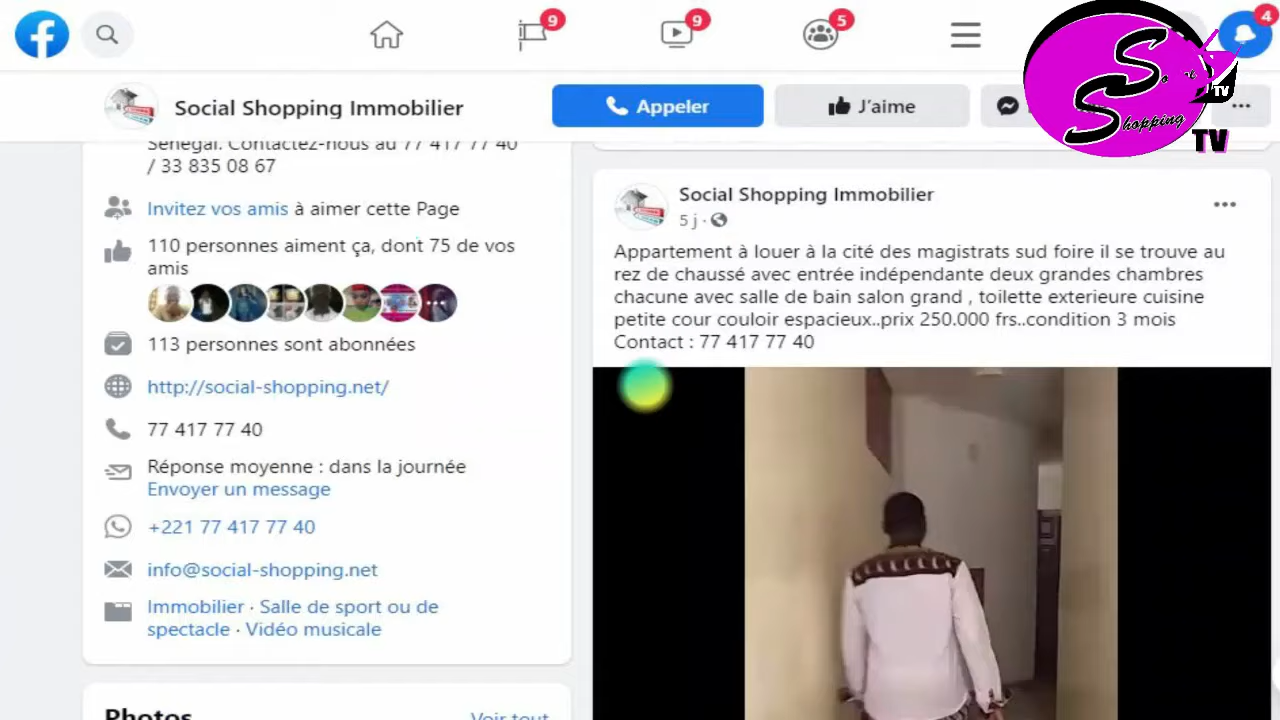 9
9
5
4
Social Shopping
TV
TV
Social Shopping Immobilier
Appeler
J'aime
Sénégal. Contactez-nous au 77 417 77 40
/ 33 835 08 67
Invitez vos amis à aimer cette Page
110 personnes aiment ça, dont 75 de vos
amis
113 personnes sont abonnées
http://social-shopping.net/
77 417 77 40
Réponse moyenne : dans la journée
Envoyer un message
+221 77 417 77 40
info@social-shopping.net
Immobilier · Salle de sport ou de
spectacle · Vidéo musicale
Photos
Voir tout
Social Shopping Immobilier
5 j ·
Appartement à louer à la cité des magistrats sud foire il se trouve au
rez de chaussé avec entrée indépendante deux grandes chambres
chacune avec salle de bain salon grand , toilette exterieure cuisine
petite cour couloir espacieux..prix 250.000 frs..condition 3 mois
Contact : 77 417 77 40